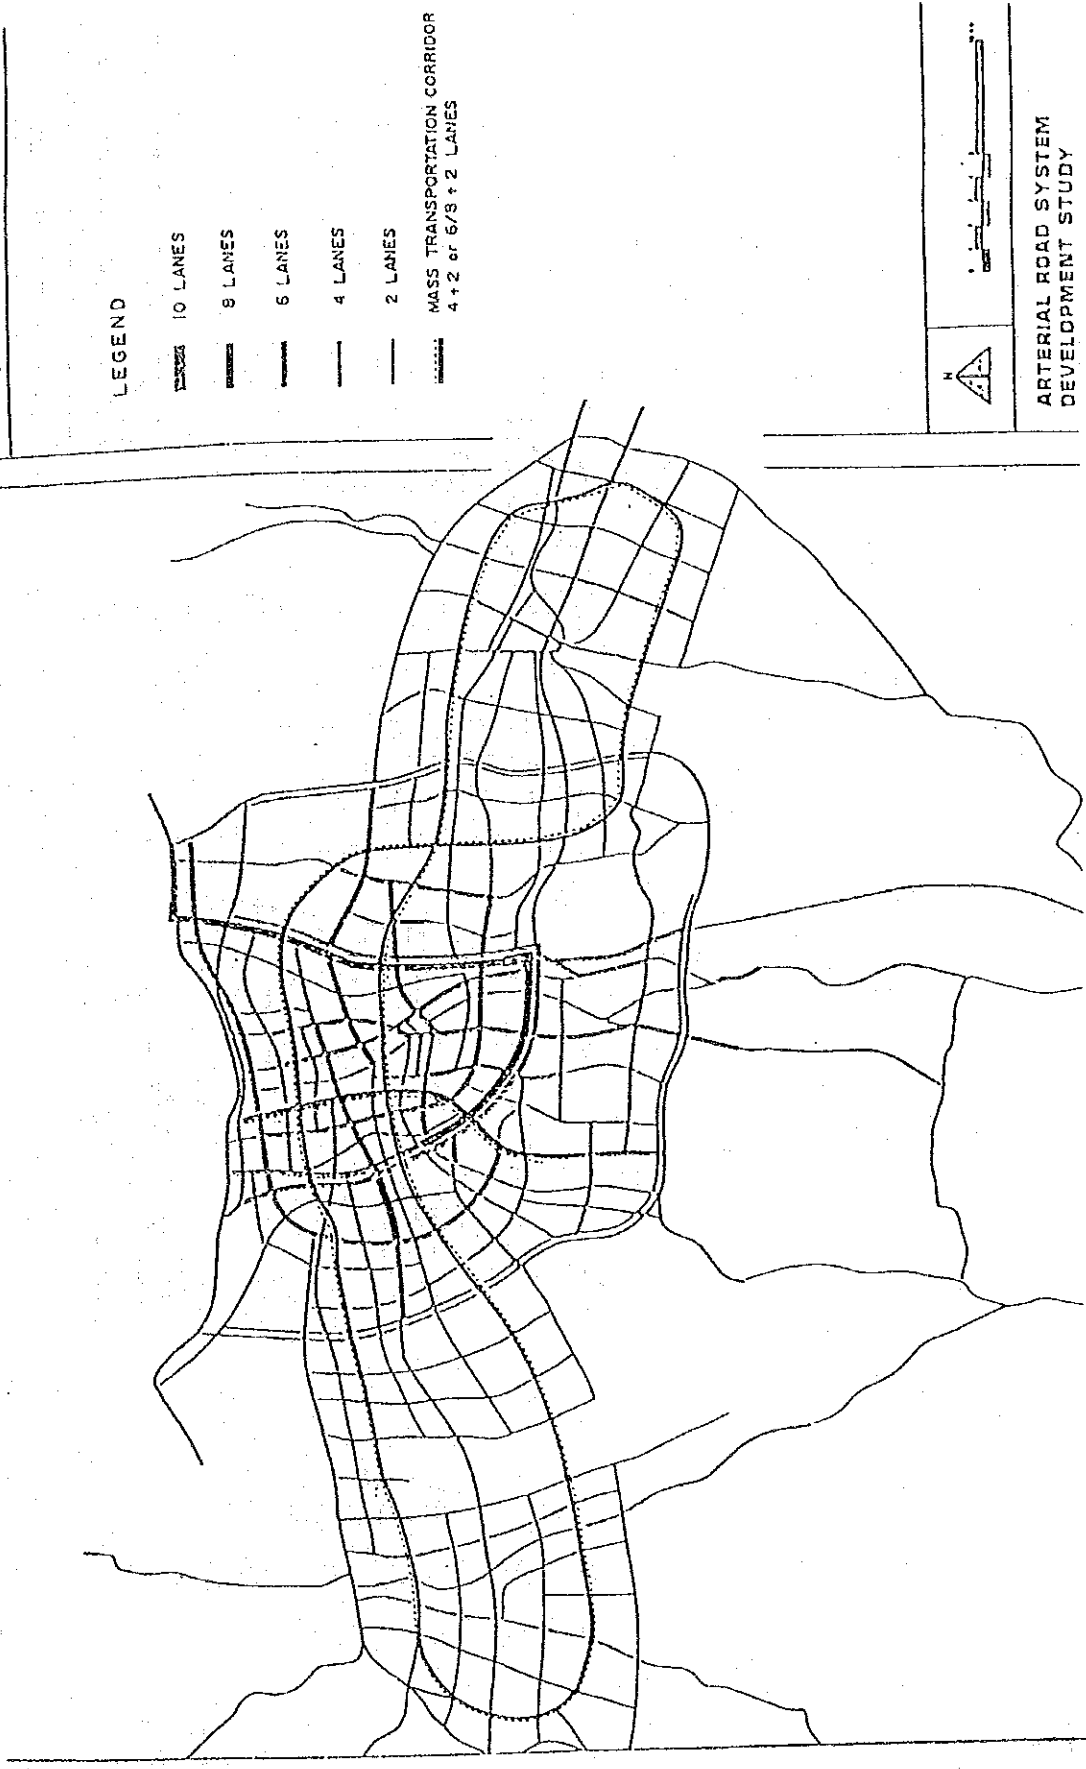 LEGEND
10 LANES
8 LANES
6 LANES
4 LANES
2 LANES
MASS TRANSPORTATION CORRIDOR
4+2 or 6/8+2 LANES
N
ARTERIAL ROAD SYSTEM
DEVELOPMENT STUDY